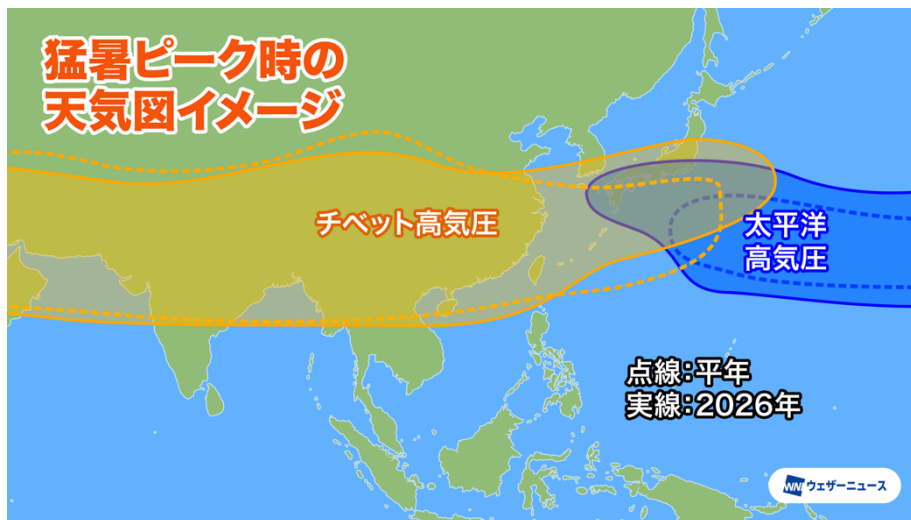 猛暑ピーク時の
天気図イメージ
チベット高気圧
太平洋
高気圧
点線：平年
実線：2026年
WN ウェザーニュース